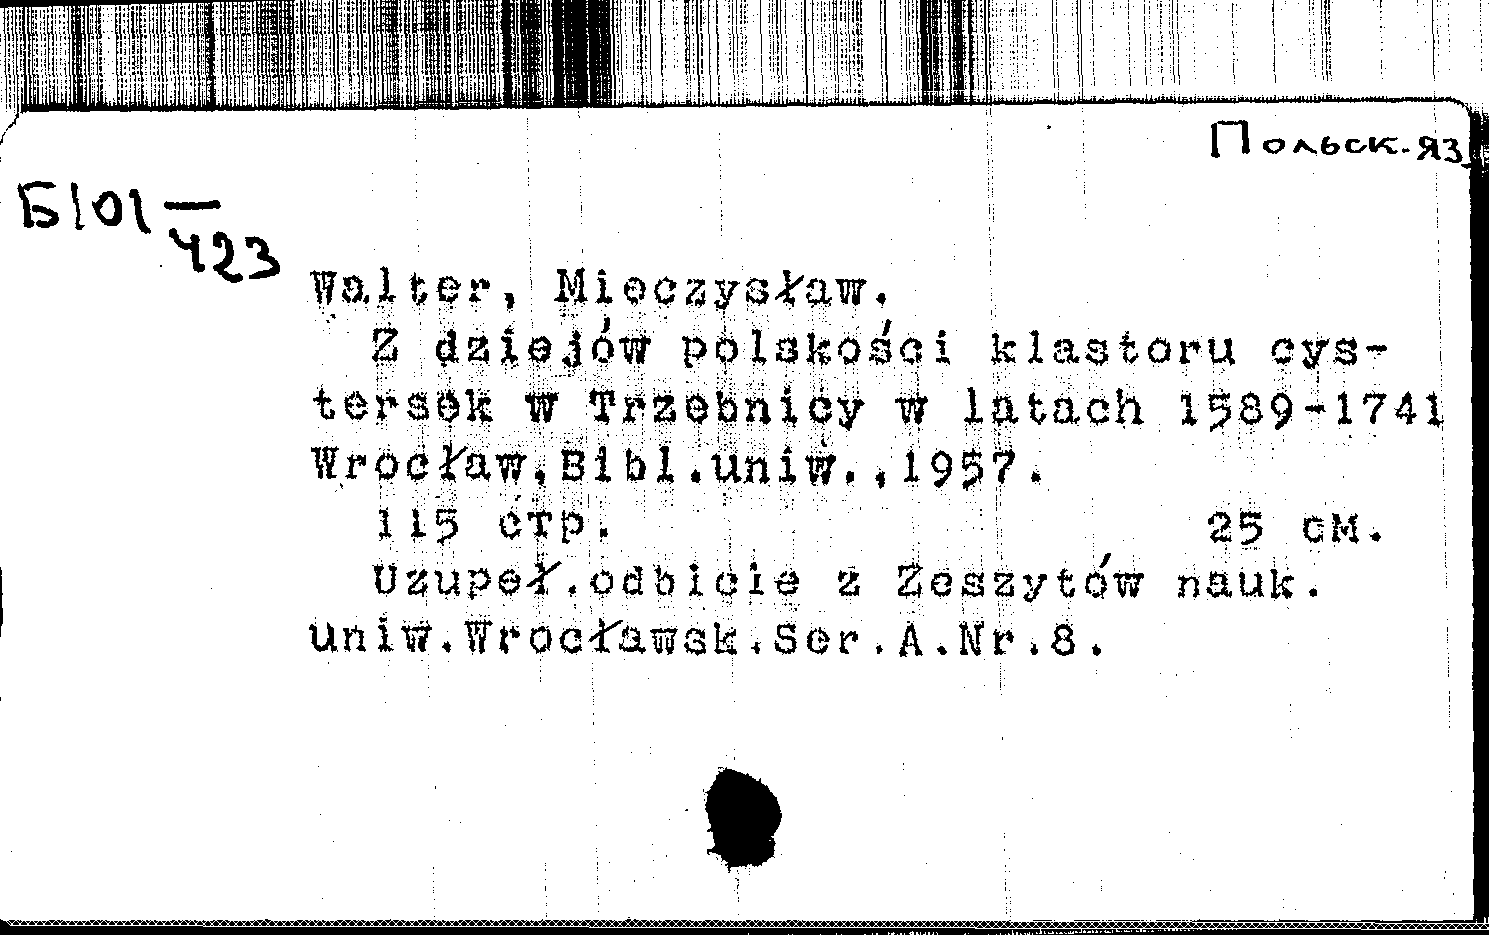 Польск.яз
Б101—
423
Walter, Mieczysław.
Z dziejów polskości klastoru cys-
tersek w Trzebnicy w latach 1589-1741
Wrocław,Bibl.uniw.,1957.
115 стр. 25 см.
Uzupeł.odbicie z Zeszytów nauk.
uniw.Wrocławsk.Ser.A.Nr.8.